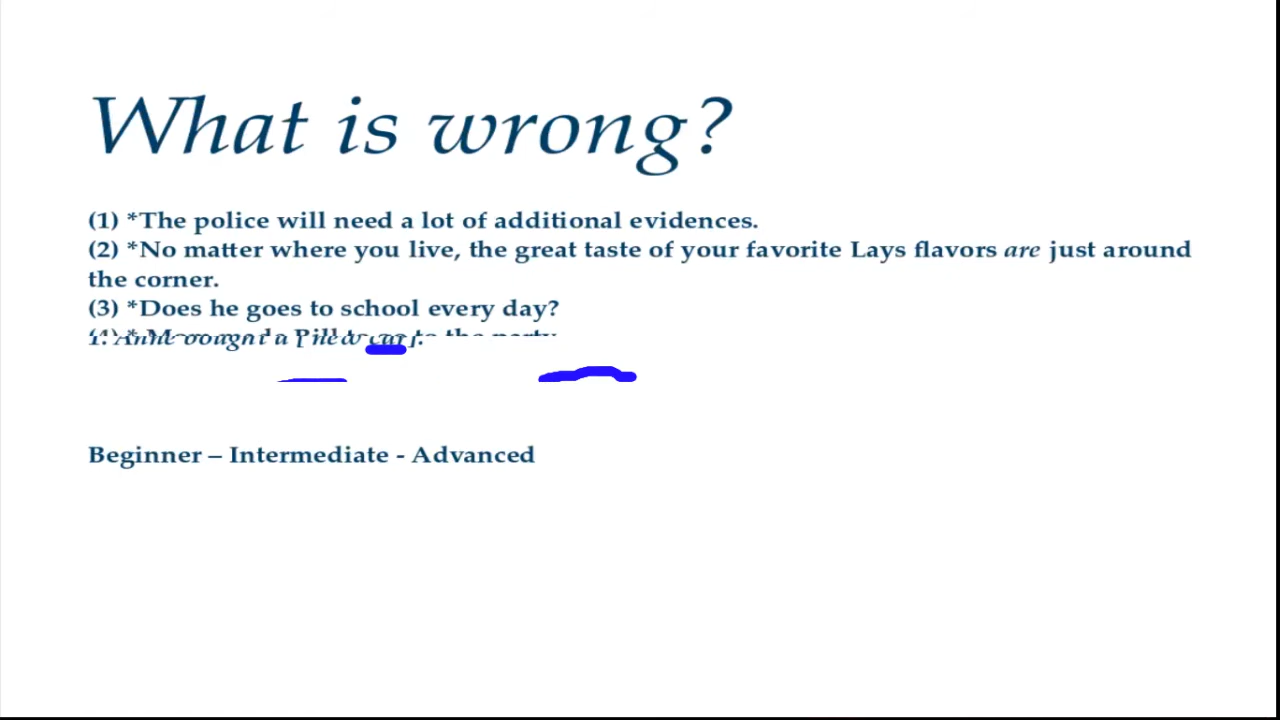 What is wrong?
(1) *The police will need a lot of additional evidences.
(2) *No matter where you live, the great taste of your favorite Lays flavors are just around
the corner.
(3) *Does he goes to school every day?
Beginner – Intermediate - Advanced